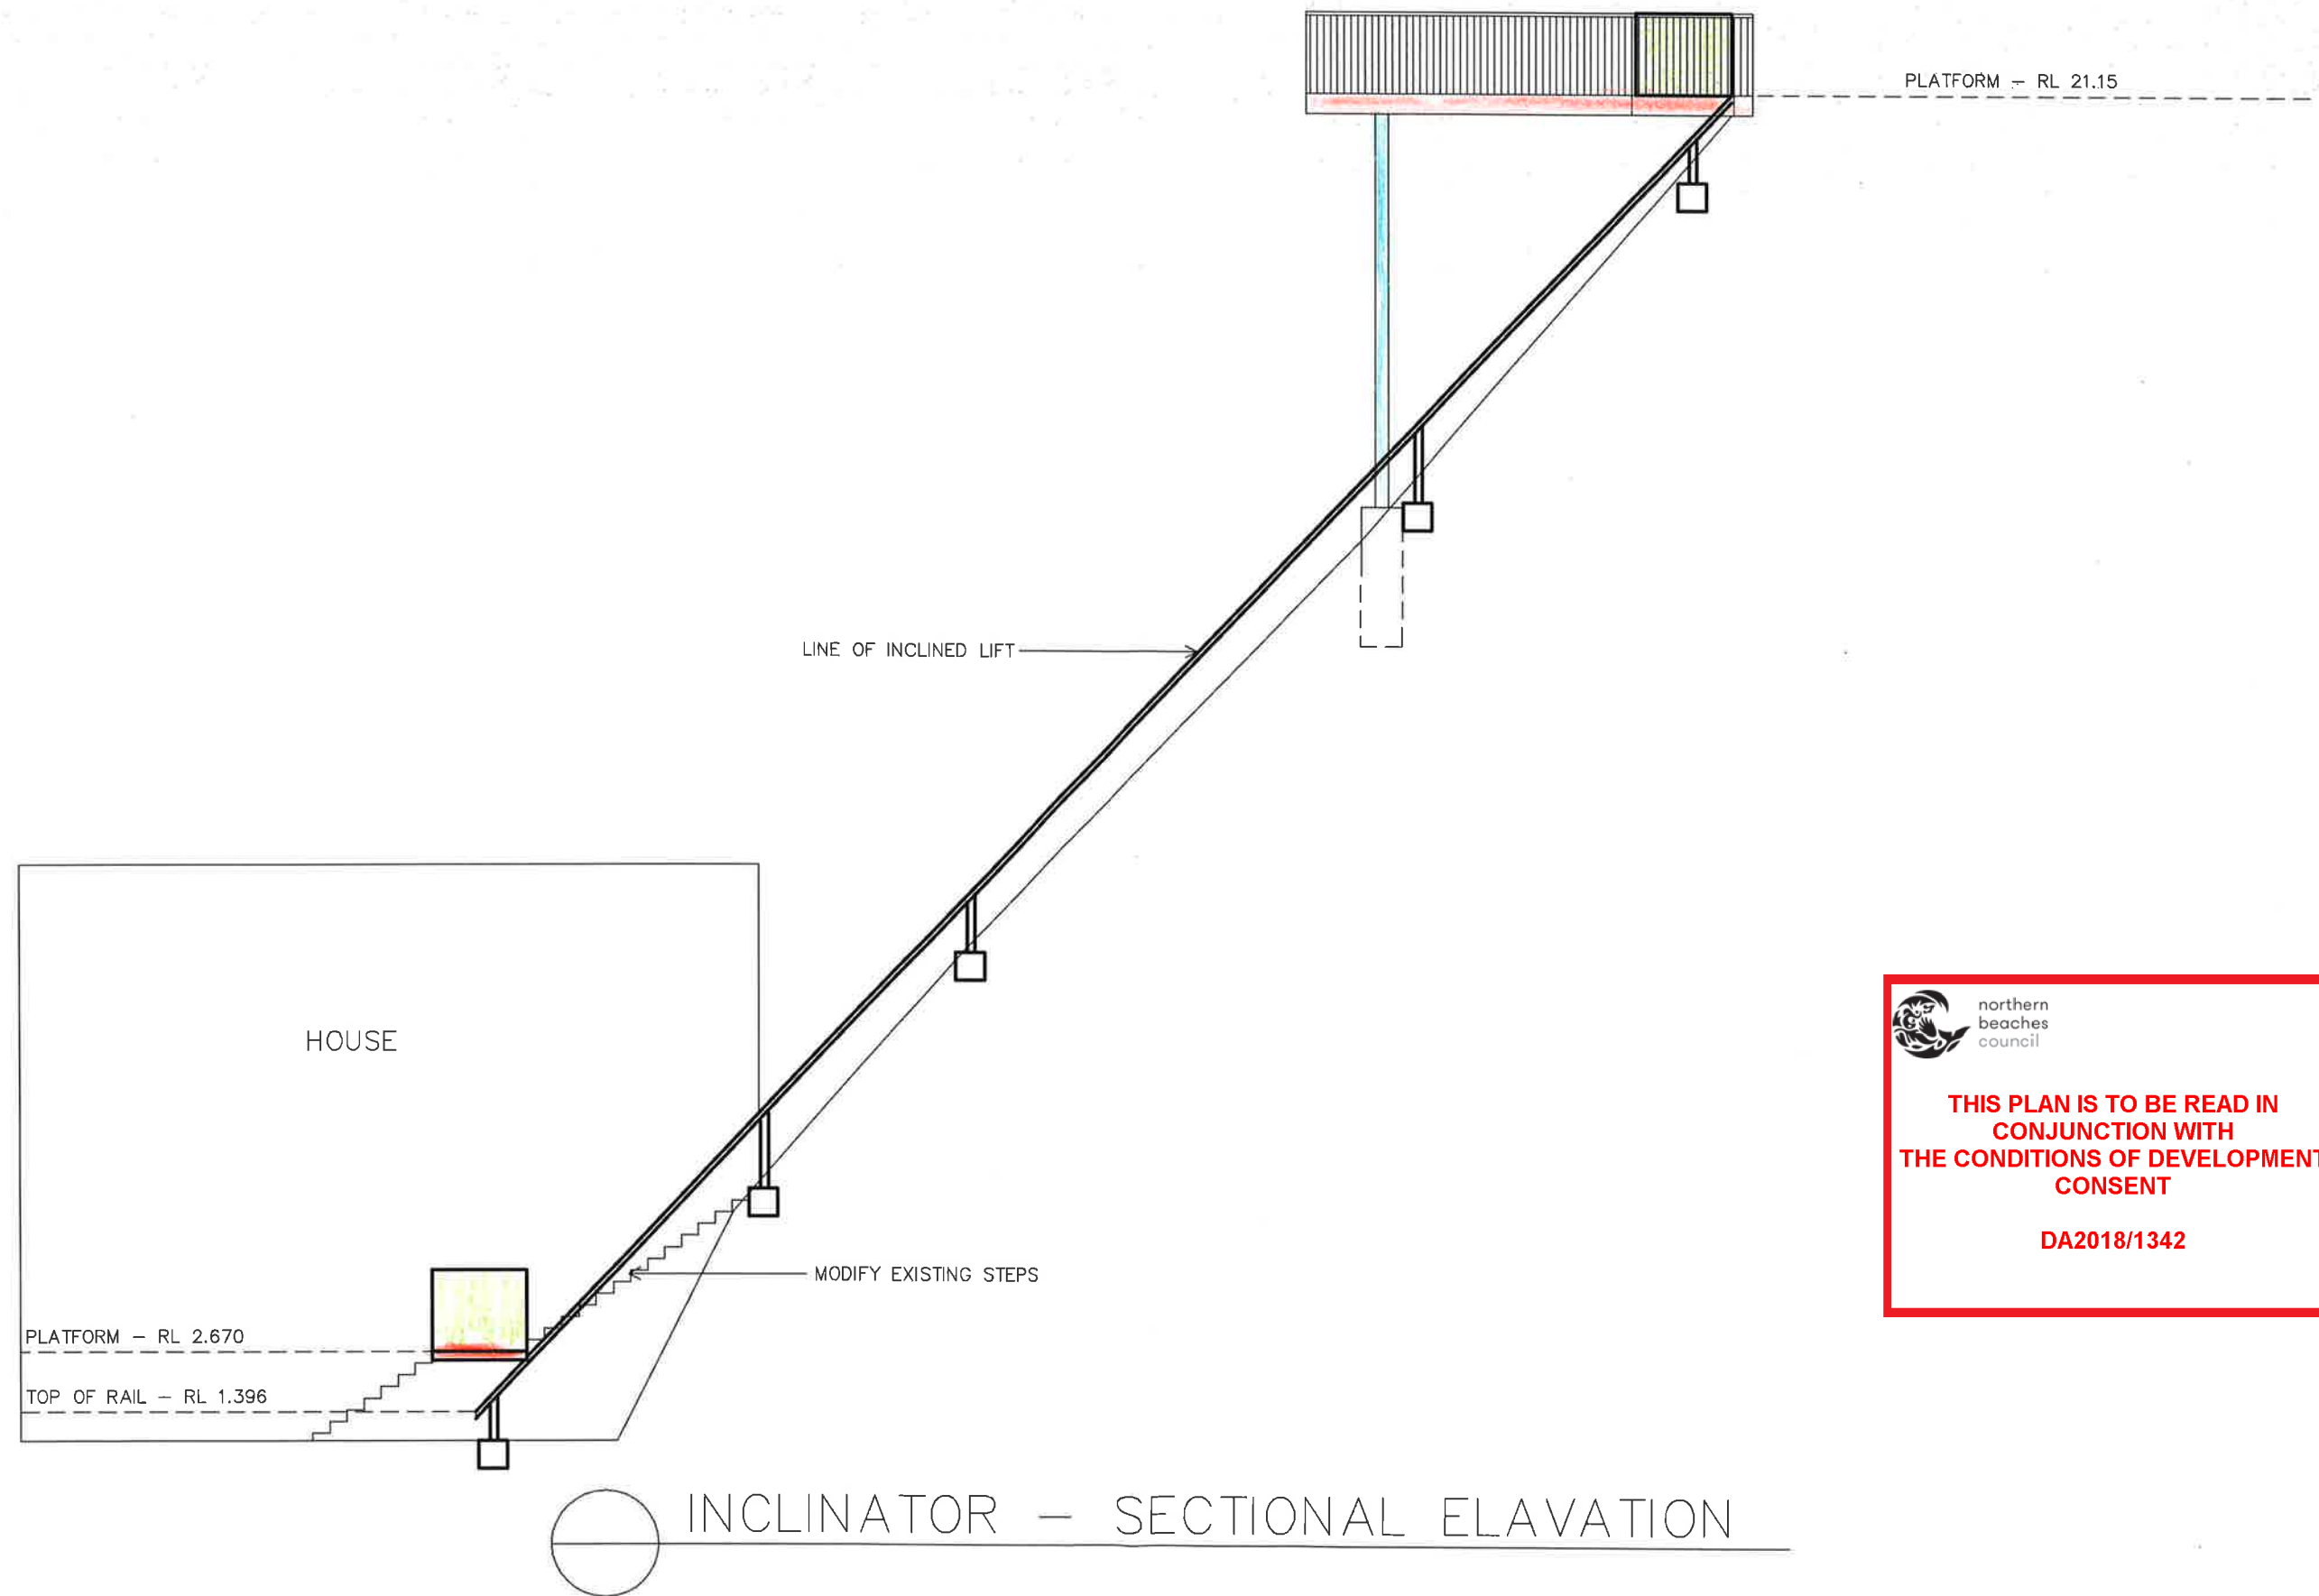 PLATFORM – RL 21.15
LINE OF INCLINED LIFT
HOUSE
northern
beaches
council
THIS PLAN IS TO BE READ IN
CONJUNCTION WITH
THE CONDITIONS OF DEVELOPMENT
CONSENT
DA2018/1342
MODIFY EXISTING STEPS
PLATFORM – RL 2.670
TOP OF RAIL – RL 1.396
INCLINATOR – SECTIONAL ELAVATION